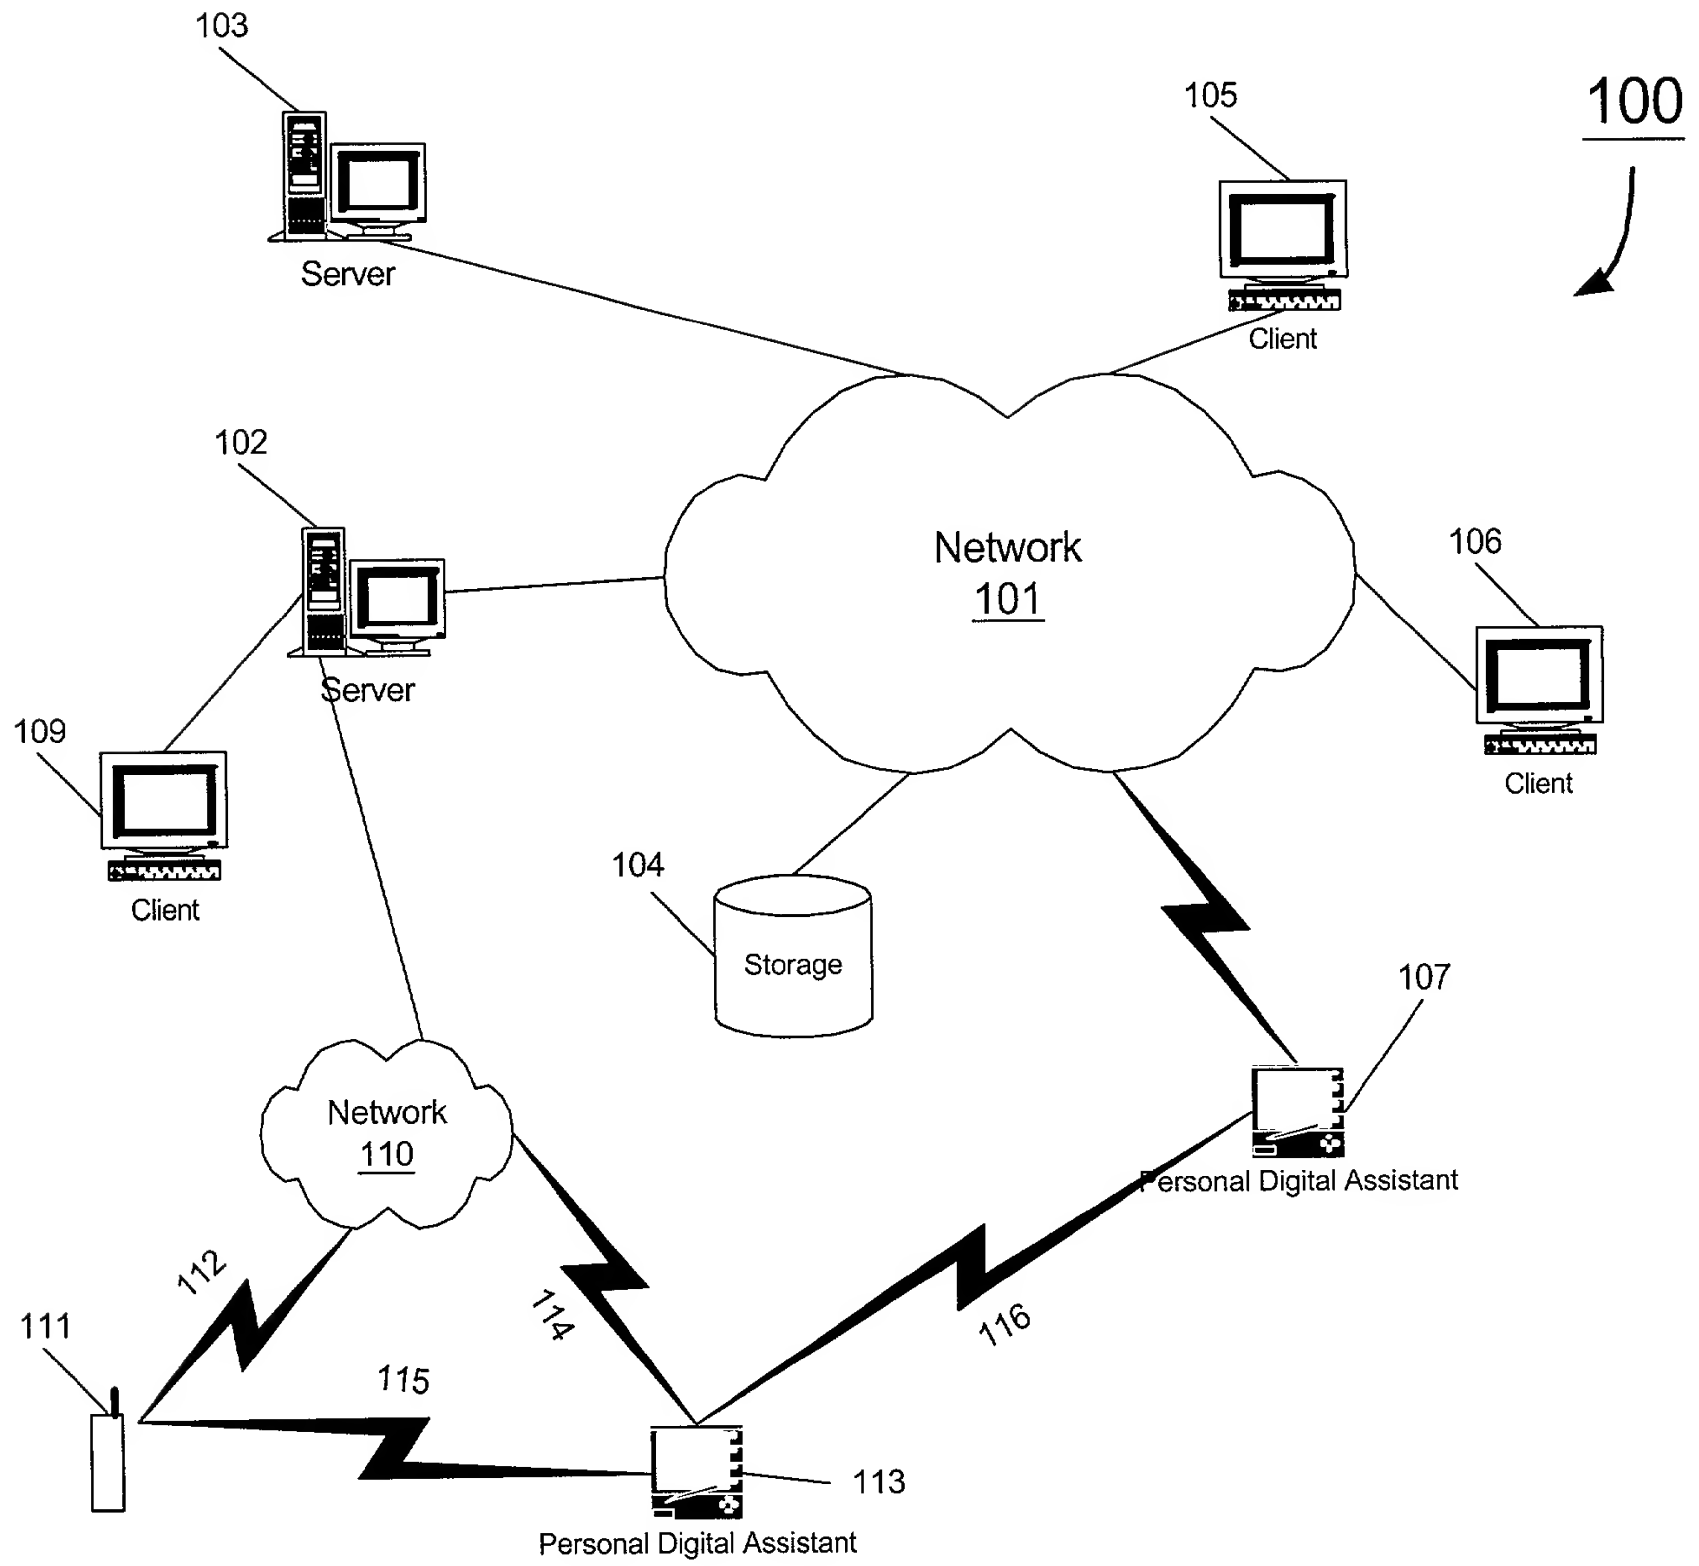 103
105
100
Server
Client
102
Network
101
106
Server
109
Client
104
Client
Storage
107
Network
110
Personal Digital Assistant
112
114
116
111
115
113
Personal Digital Assistant